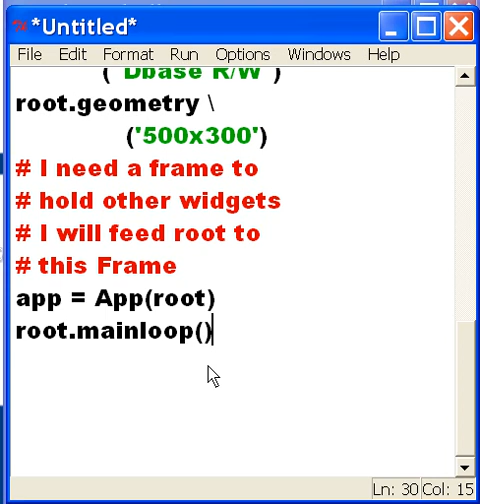 *Untitled*
File Edit Format Run Options Windows Help
("Dbase R/W")
root.geometry \
('500x300')
# I need a frame to
# hold other widgets
# I will feed root to
# this Frame
app = App(root)
root.mainloop()
Ln: 30 Col: 15